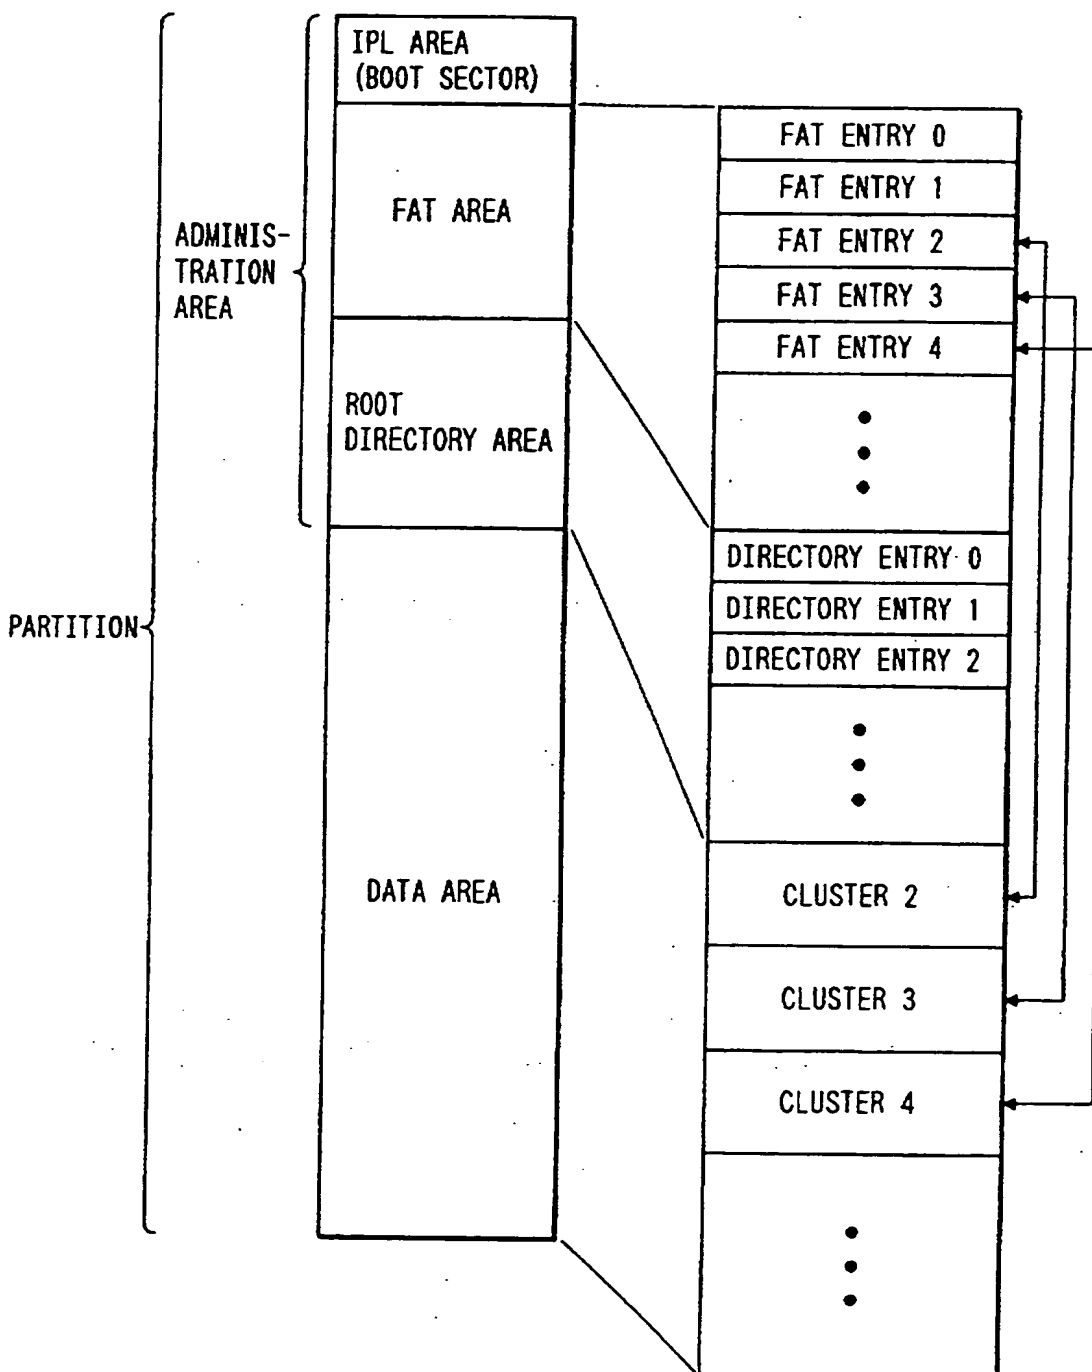 IPL AREA
(BOOT SECTOR)
FAT AREA
ADMINIS-
TRATION
AREA
ROOT
DIRECTORY AREA
PARTITION
DATA AREA
FAT ENTRY 0
FAT ENTRY 1
FAT ENTRY 2
FAT ENTRY 3
FAT ENTRY 4
DIRECTORY ENTRY 0
DIRECTORY ENTRY 1
DIRECTORY ENTRY 2
CLUSTER 2
CLUSTER 3
CLUSTER 4